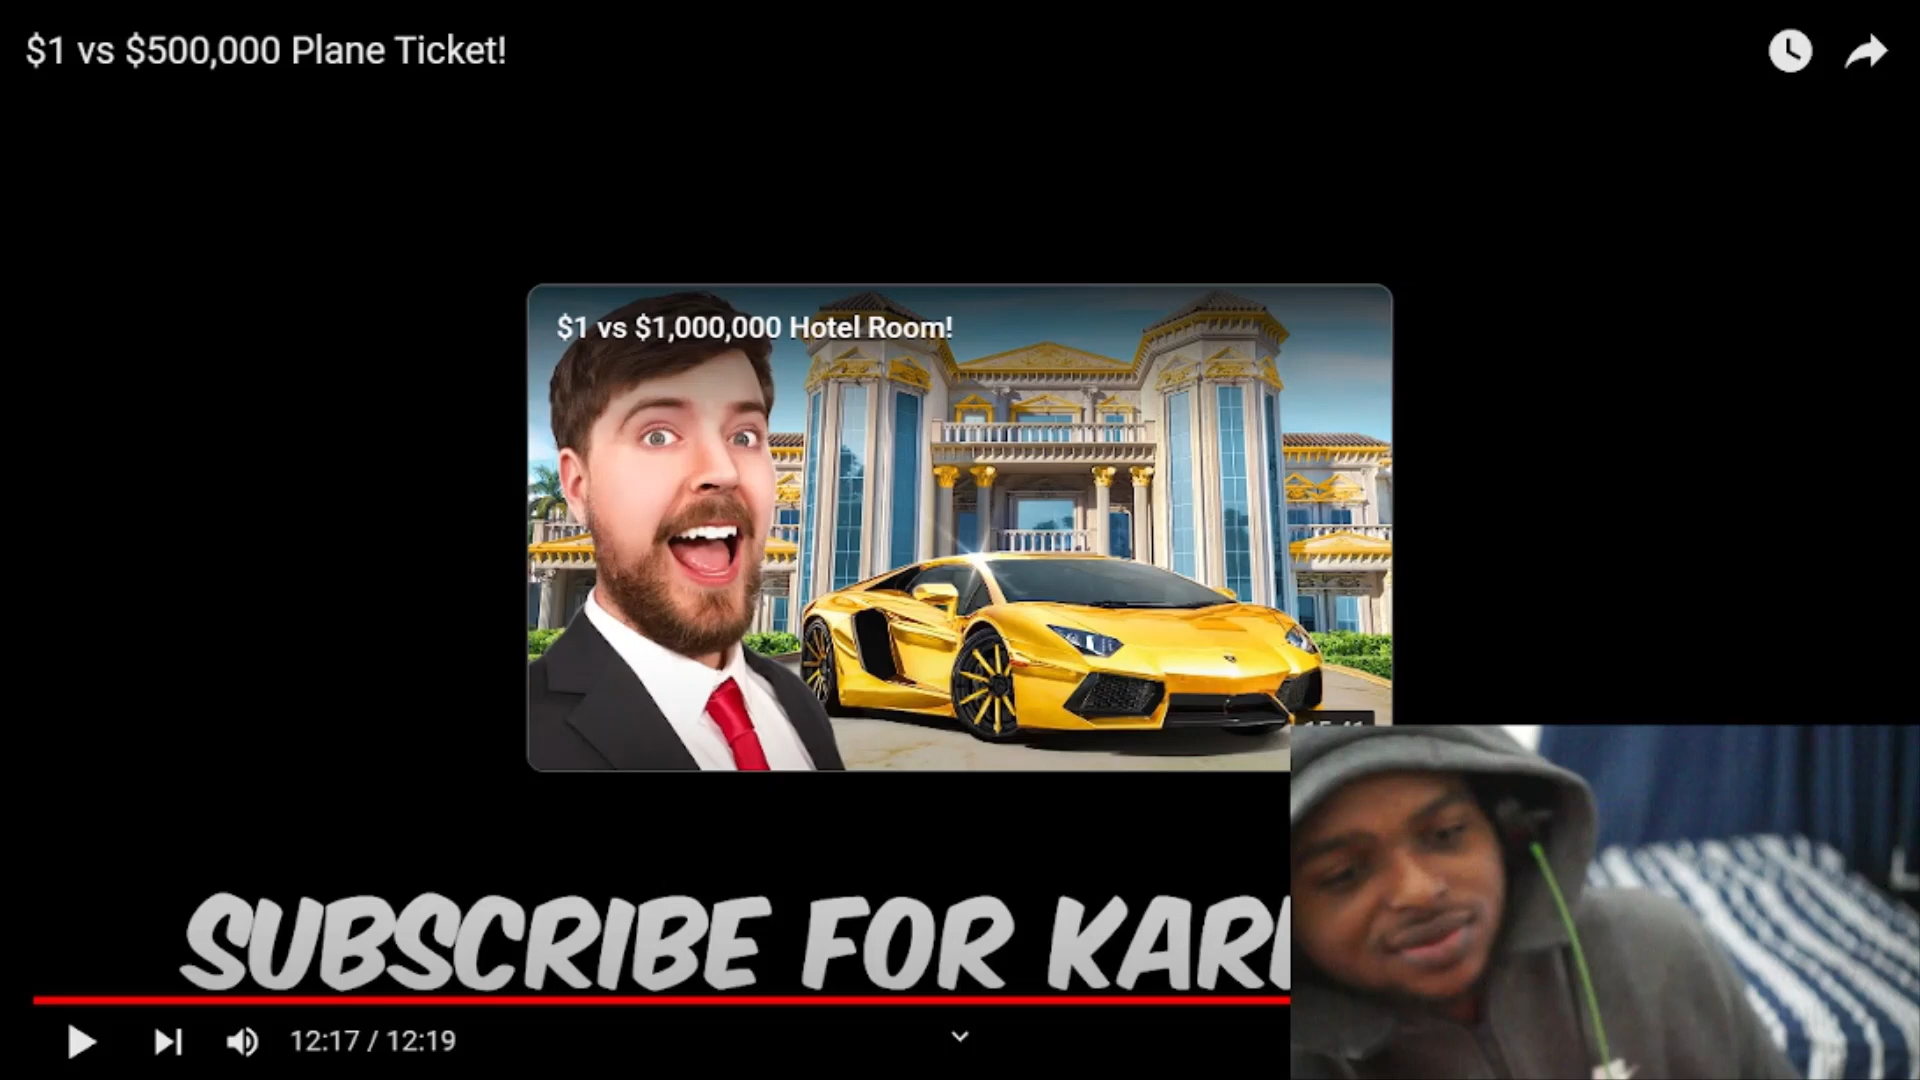 $1 vs $500,000 Plane Ticket!
$1 vs $1,000,000 Hotel Room!
SUBSCRIBE FOR
12:17 / 12:19